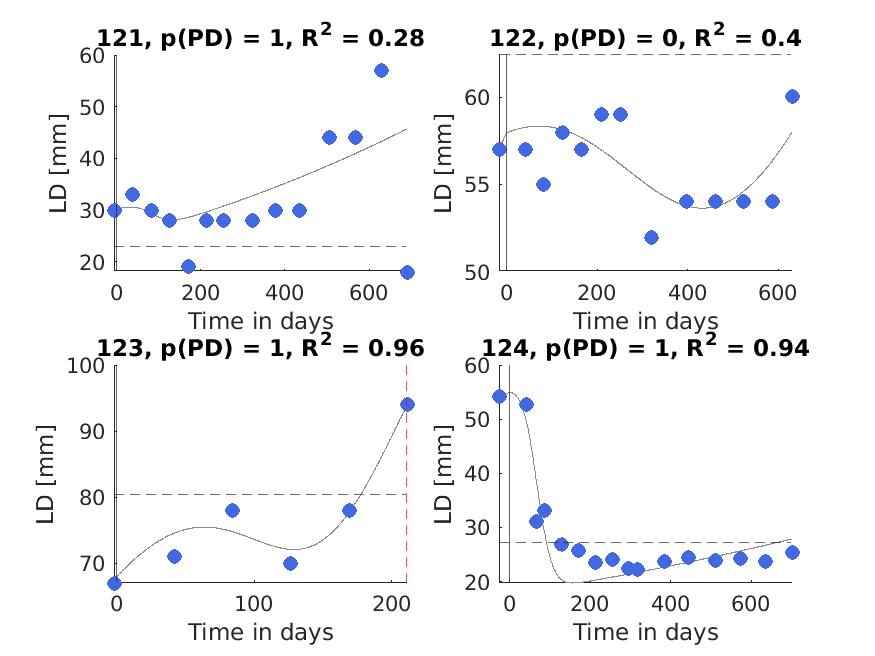 121, p(PD) = 1, R² = 0.28
60
50
40
30
20
LD [mm]
0
200
400
600
Time in days
122, p(PD) = 0, R² = 0.4
60
55
50
LD [mm]
0
200
400
600
Time in days
123, p(PD) = 1, R² = 0.96
100
90
80
70
LD [mm]
0
100
200
Time in days
124, p(PD) = 1, R² = 0.94
60
50
40
30
20
LD [mm]
0
200
400
600
Time in days